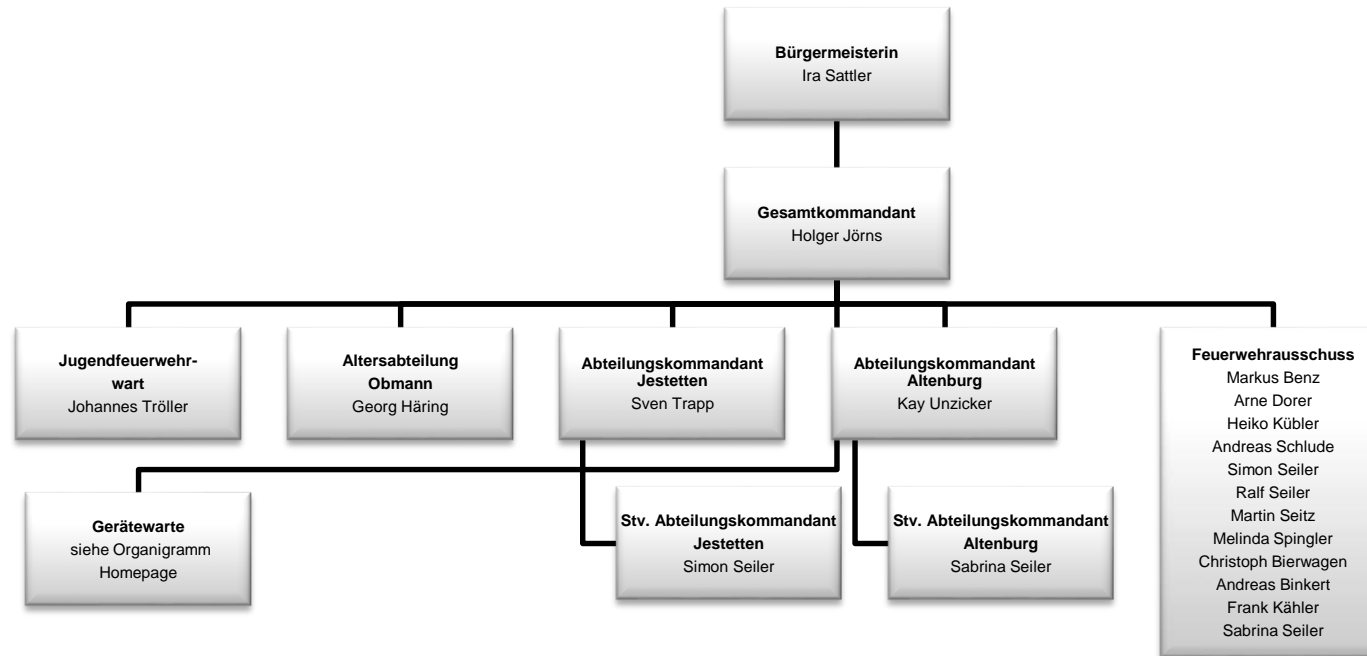 Bürgermeisterin
Ira Sattler
Gesamtkommandant
Holger Jörns
Jugendfeuerwehr-
wart
Johannes Tröller
Altersabteilung
Obmann
Georg Häring
Abteilungskommandant
Jestetten
Sven Trapp
Abteilungskommandant
Altenburg
Kay Unzicker
Feuerwehrausschuss
Markus Benz
Arne Dorer
Heiko Kübler
Andreas Schlude
Simon Seiler
Ralf Seiler
Martin Seitz
Melinda Spingler
Christoph Bierwagen
Andreas Binkert
Frank Kähler
Sabrina Seiler
Gerätewarte
siehe Organigramm
Homepage
Stv. Abteilungskommandant
Jestetten
Simon Seiler
Stv. Abteilungskommandant
Altenburg
Sabrina Seiler